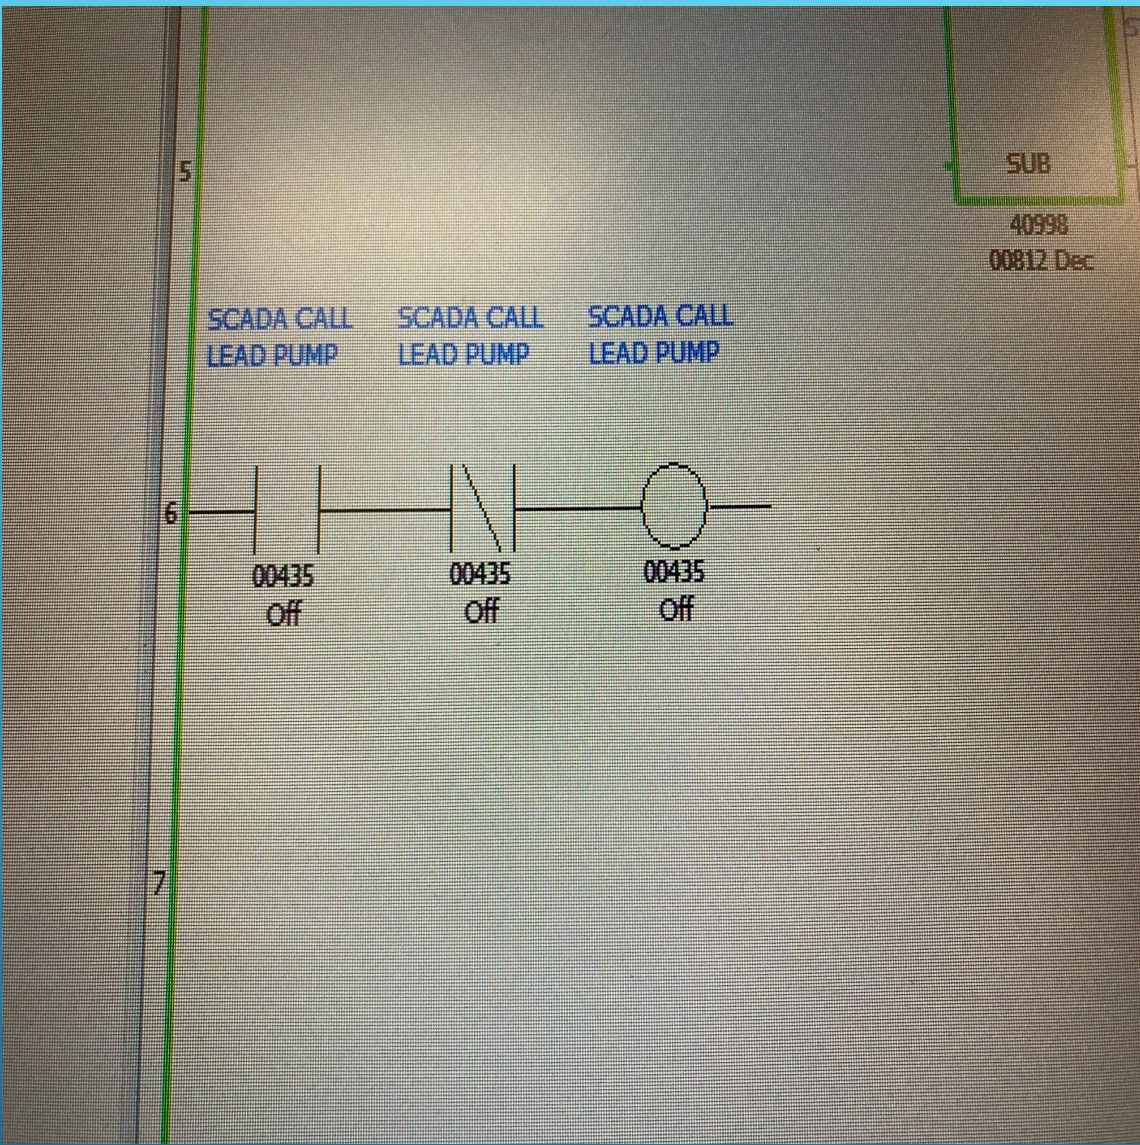 5
SUB
40998
00812 Dec
SCADA CALL SCADA CALL SCADA CALL
LEAD PUMP LEAD PUMP LEAD PUMP
6
00435 00435 00435
Off Off Off
7